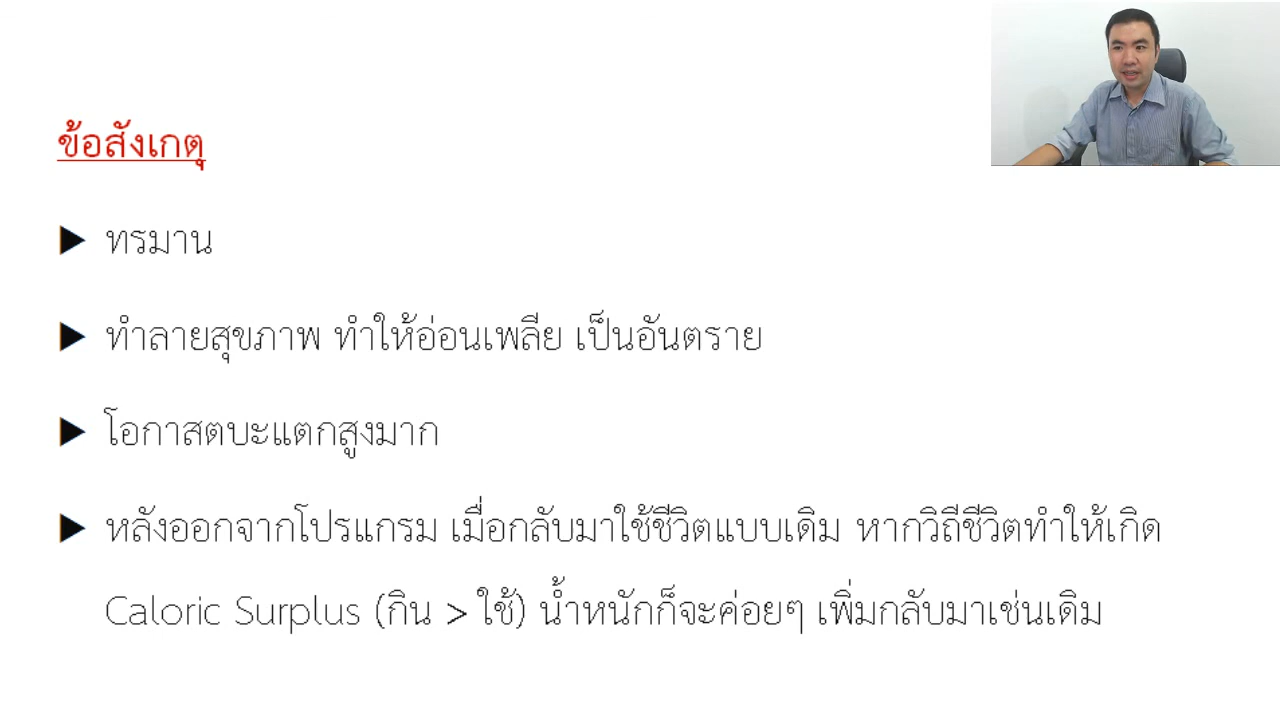 ข้อสังเกตุ
ทรมาน
ทำลายสุขภาพ ทำให้อ่อนเพลีย เป็นอันตราย
โอกาสตบะแตกสูงมาก
หลังออกจากโปรแกรม เมื่อกลับมาใช้ชีวิตแบบเดิม หากวิถีชีวิตทำให้เกิด
Caloric Surplus (กิน > ใช้) น้ำหนักก็จะค่อยๆ เพิ่มกลับมาเช่นเดิม